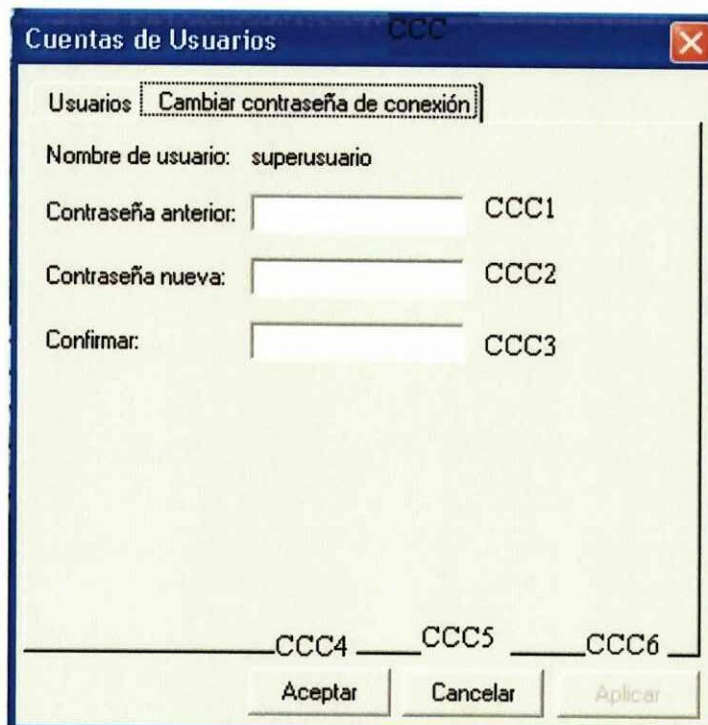 Cuentas de Usuarios CCC
Usuarios Cambiar contraseña de conexión
Nombre de usuario: superusuario
Contraseña anterior: CCC1
Contraseña nueva: CCC2
Confirmar: CCC3
CCC4 CCC5 CCC6
Aceptar Cancelar Aplicar